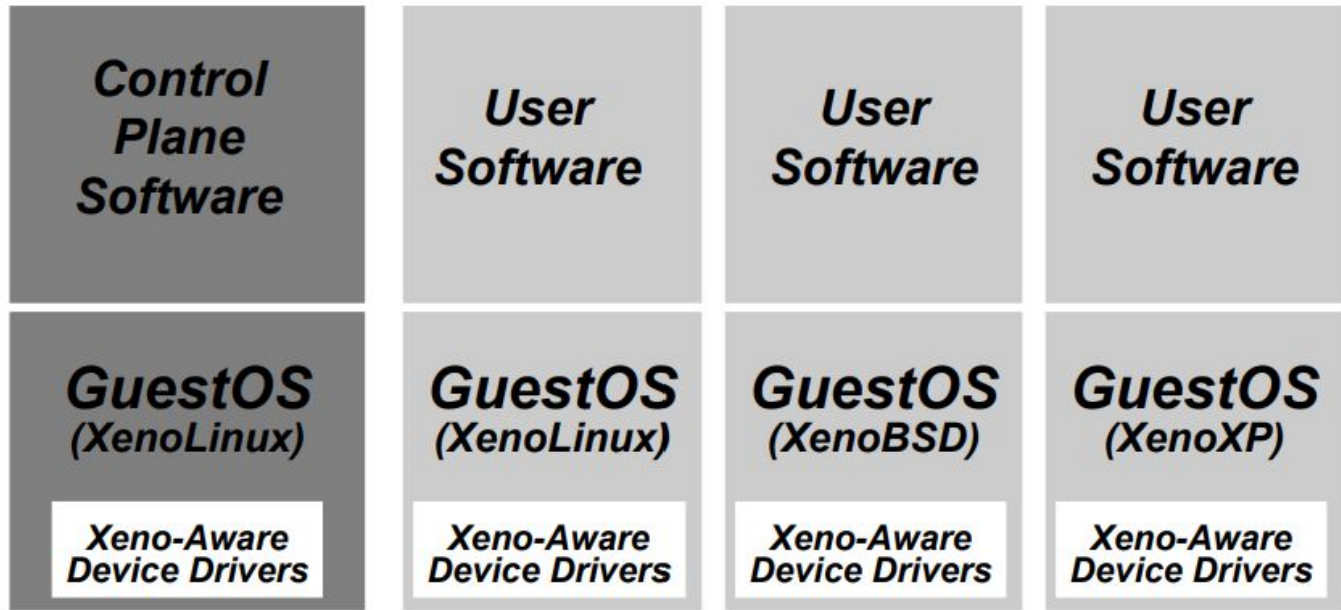 Control
Plane
Software
User
Software
User
Software
User
Software
GuestOS
(XenoLinux)
Xeno-Aware
Device Drivers
GuestOS
(XenoLinux)
Xeno-Aware
Device Drivers
GuestOS
(XenoBSD)
Xeno-Aware
Device Drivers
GuestOS
(XenoXP)
Xeno-Aware
Device Drivers